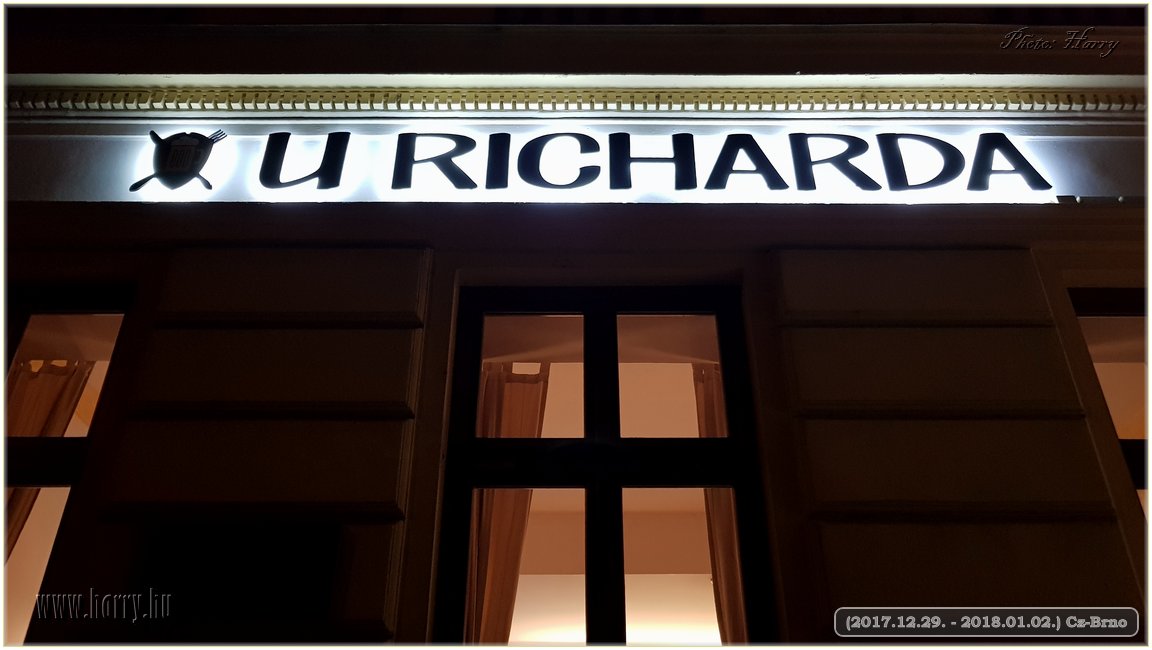 Photo: Harry
U RICHARDA
www.harry.hu
(2017.12.29. - 2018.01.02.) Cz-Brno